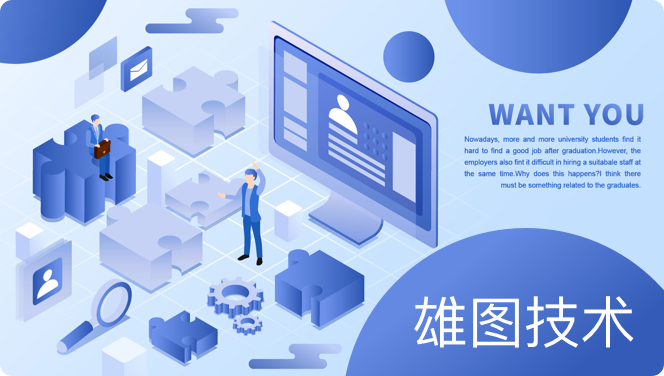 WANT YOU
Nowadays, more and more university students find it
hard to find a good job after graduation.However, the
employers also fint it difficult in hiring a suitabale staff at
the same time.Why does this happens?I think there
must be something related to the graduates.
雄图技术